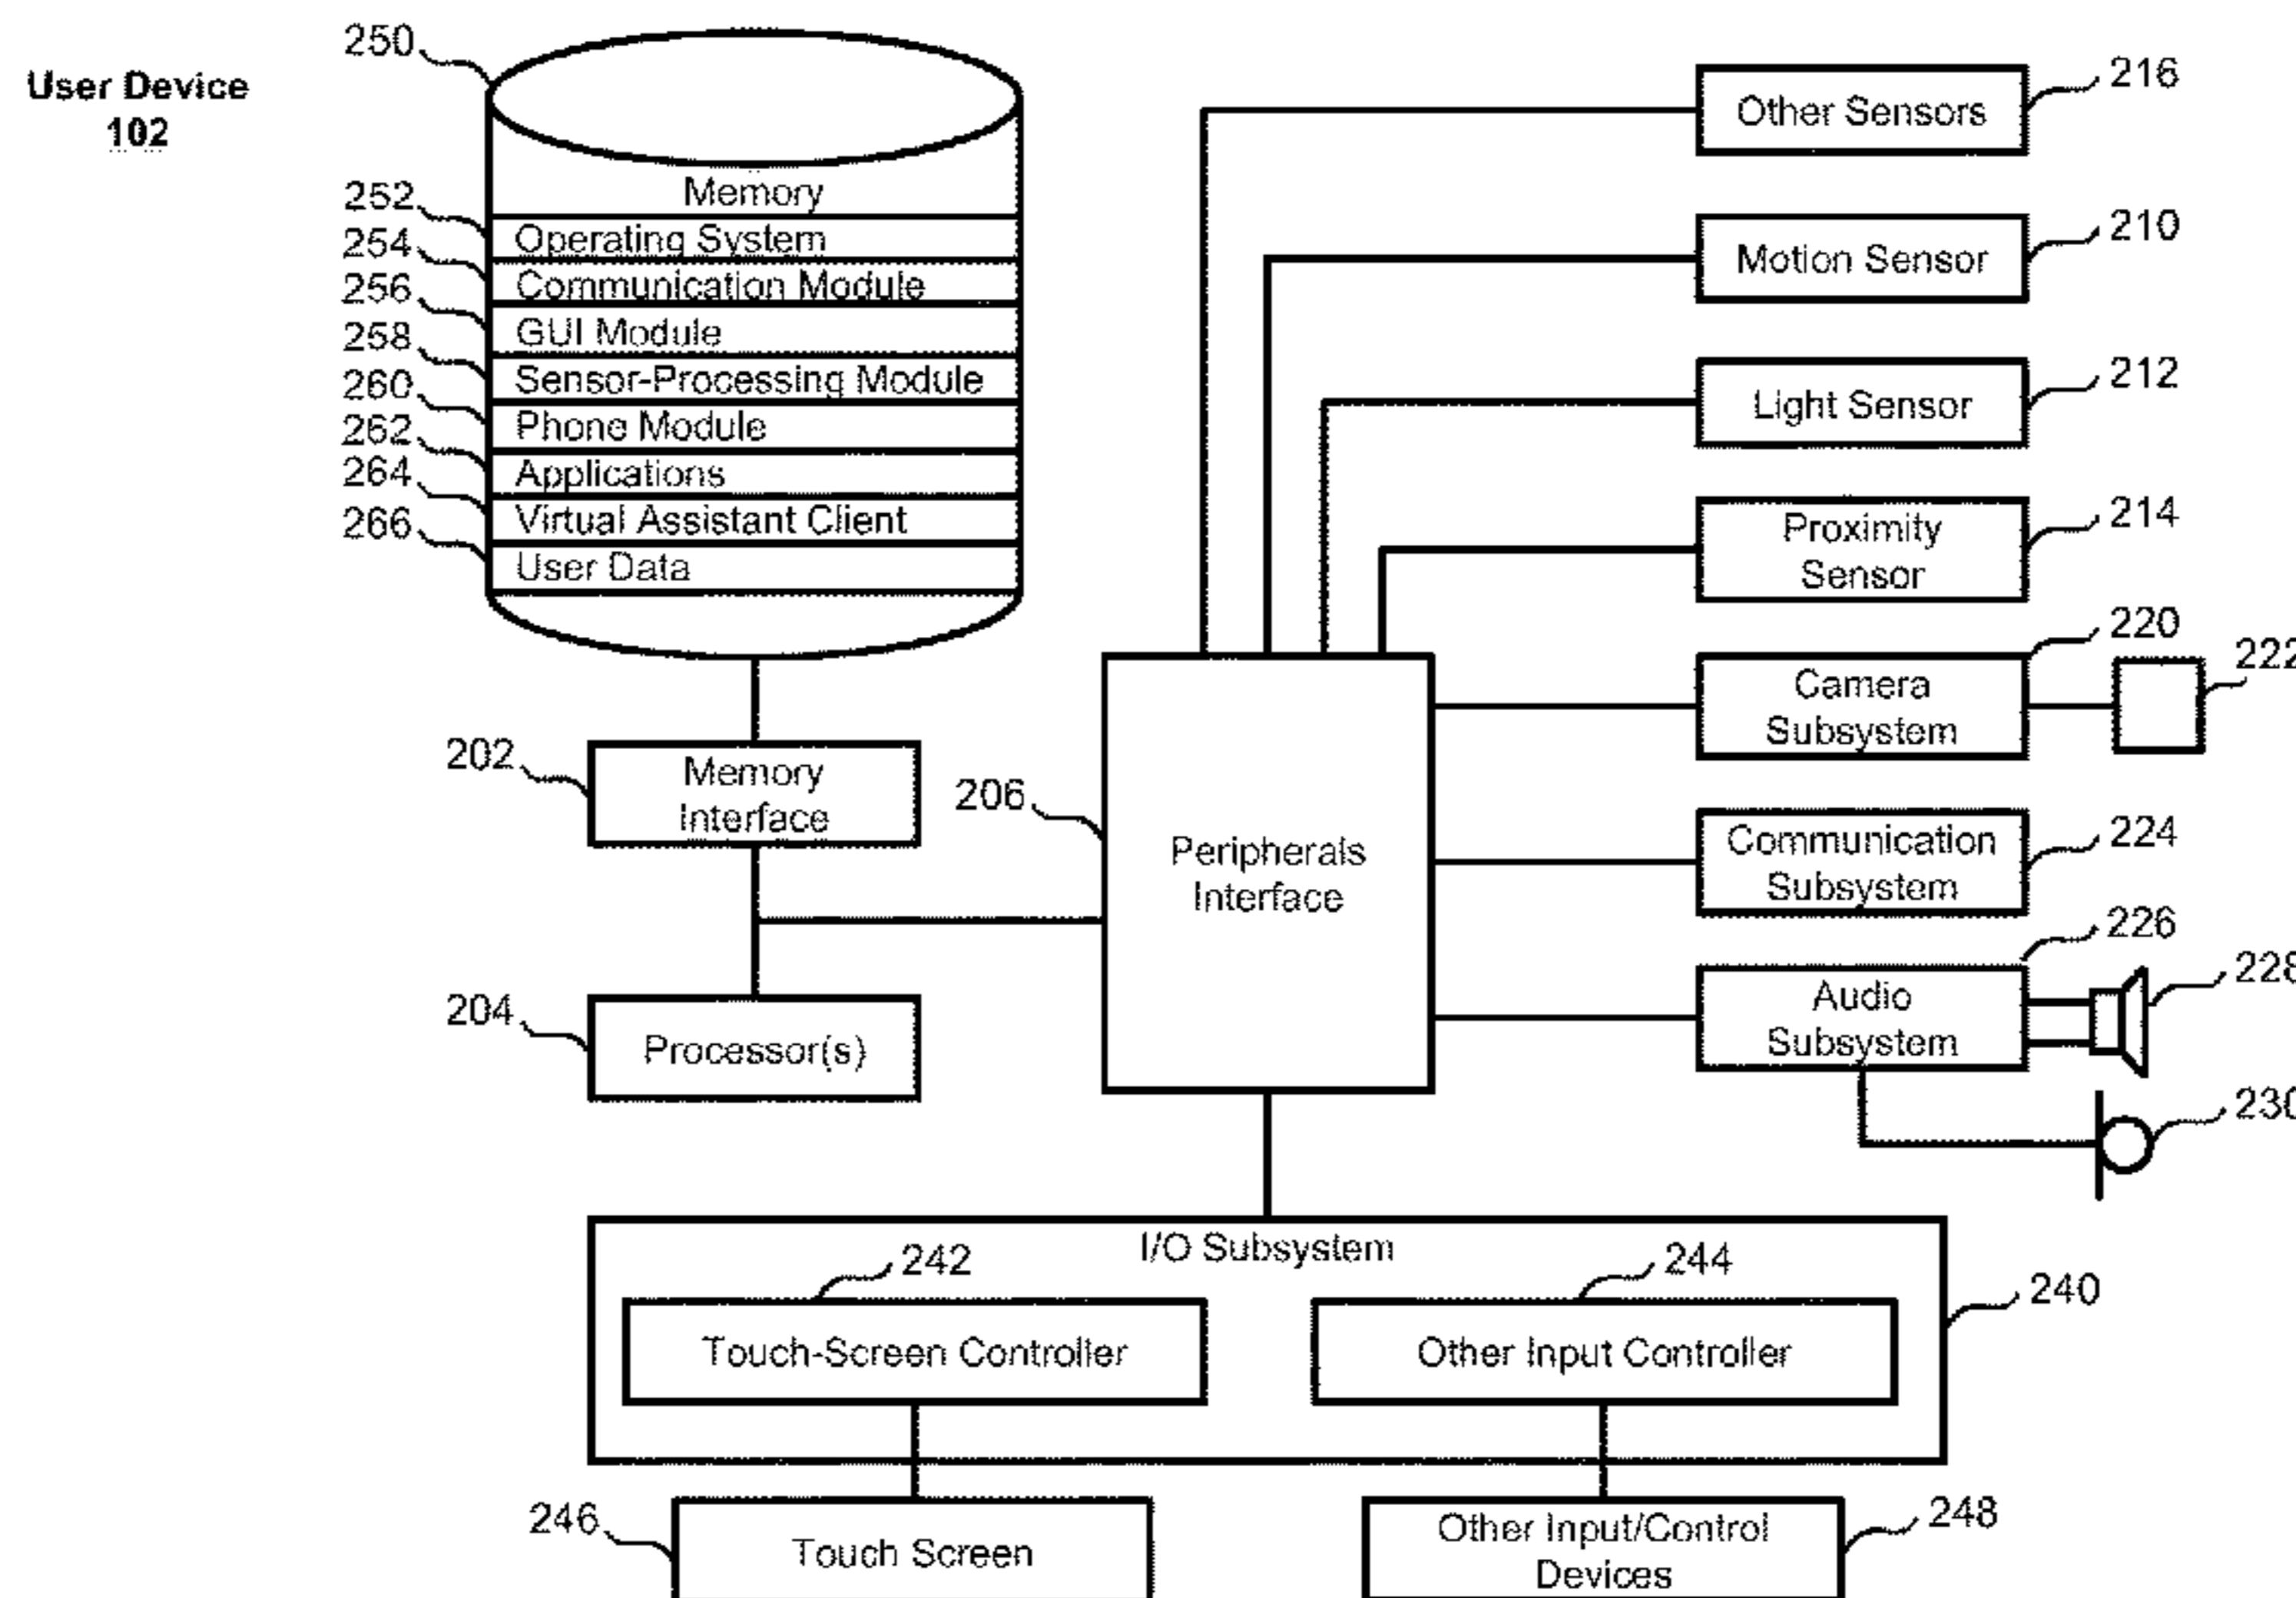 User Device
102
250
Memory
252
Operating System
254
Communication Module
256
GUI Module
258
Sensor-Processing Module
260
Phone Module
262
Applications
264
Virtual Assistant Client
266
User Data
Other Sensors
216
Motion Sensor
210
Light Sensor
212
Proximity
Sensor
214
220
Camera
Subsystem
222
202
Memory
Interface
206
Peripherals
Interface
Communication
Subsystem
224
226
Audio
Subsystem
228
230
204
Processor(s)
I/O Subsystem
242
244
240
Touch-Screen Controller
Other Input Controller
246
Touch Screen
Other Input/Control
Devices
248